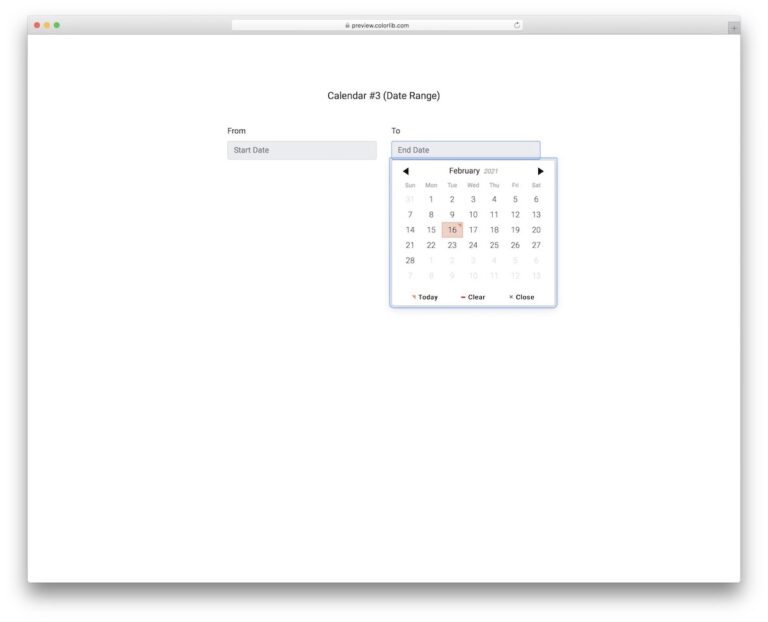 preview.colorlib.com
Calendar #3 (Date Range)
From To
Start Date End Date
February 2021
Sun Mon Tue Wed Thu Fri Sat
31 1 2 3 4 5 6
7 8 9 10 11 12 13
14 15 16 17 18 19 20
21 22 23 24 25 26 27
28 1 2 3 4 5 6
7 8 9 10 11 12 13
Today Clear × Close